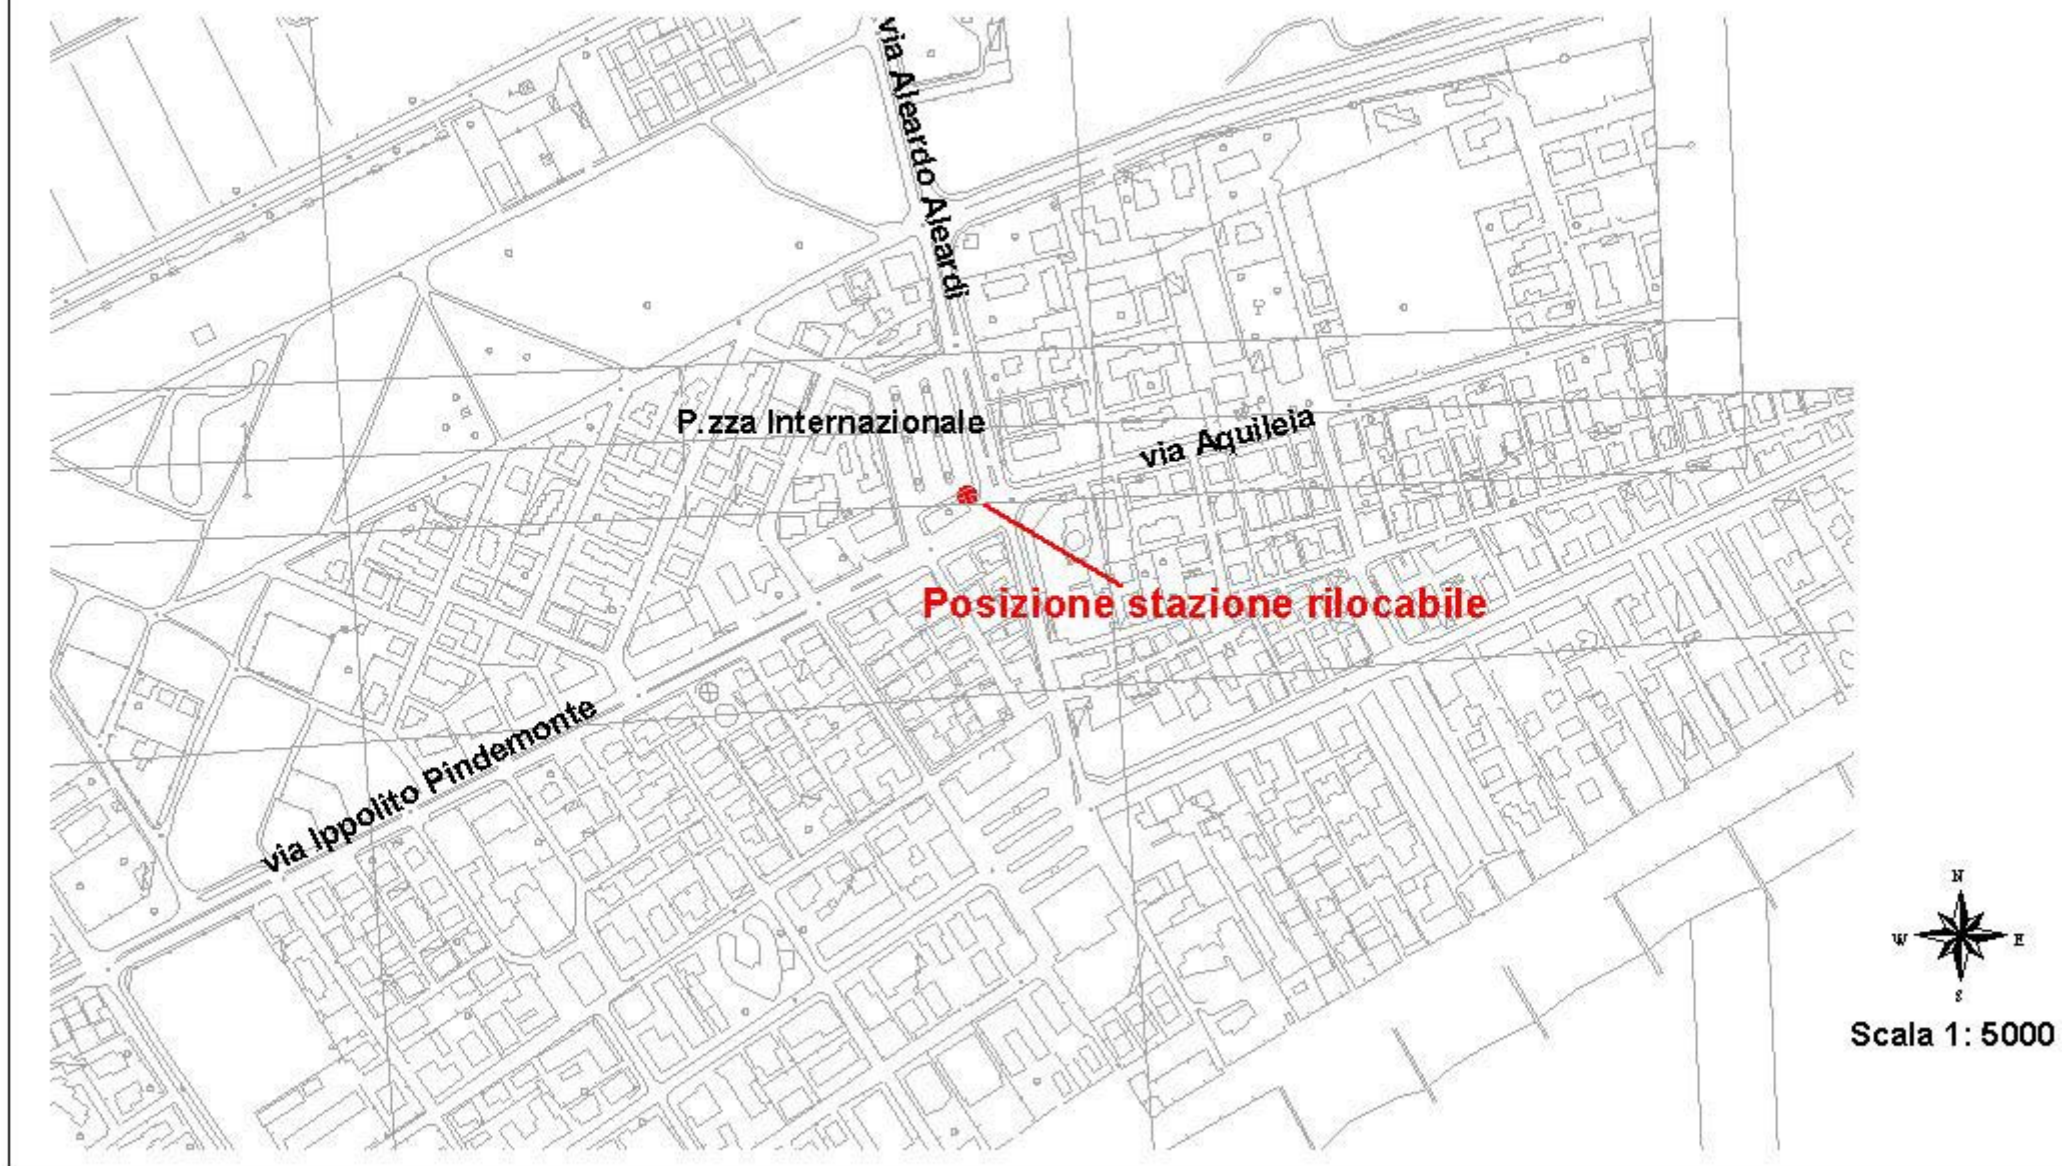 via Aleardo Aleardi
P.zza Internazionale
via Aquileia
Posizione stazione rilocabile
via Ippolito Pindemonte
N
W E
S
Scala 1: 5000